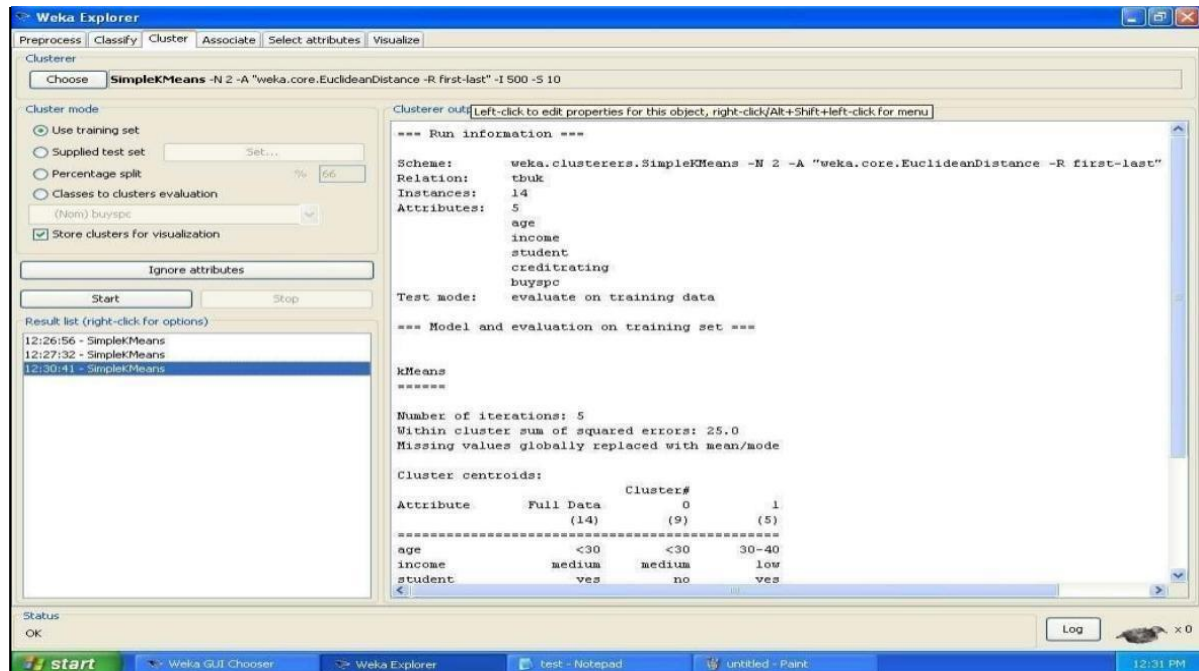 Weka Explorer
Preprocess Classify Cluster Associate Select attributes Visualize
Clusterer
Choose SimpleKMeans -N 2 -A "weka.core.EuclideanDistance -R first-last" -I 500 -S 10
Cluster mode
Use training set
Supplied test set Set...
Percentage split % 66
Classes to clusters evaluation
(Nom) buyspc
Store clusters for visualization
Ignore attributes
Start Stop
Result list (right-click for options)
12:26:56 - SimpleKMeans
12:27:32 - SimpleKMeans
12:30:41 - SimpleKMeans
Clusterer outp
Left-click to edit properties for this object, right-click/Alt+Shift+left-click for menu
=== Run information ===
Scheme: weka.clusterers.SimpleKMeans -N 2 -A "weka.core.EuclideanDistance -R first-last"
Relation: tbuk
Instances: 14
Attributes: 5
age
income
student
creditrating
buyspc
Test mode: evaluate on training data
=== Model and evaluation on training set ===
kMeans
======
Number of iterations: 5
Within cluster sum of squared errors: 25.0
Missing values globally replaced with mean/mode
Cluster centroids:
Cluster#
Attribute Full Data 0 1
(14) (9) (5)
================================================
age <30 <30 30-40
income medium medium low
student yes no yes
Status
OK
Log x 0
start Weka GUI Chooser Weka Explorer test - Notepad untitled - Paint 12:31 PM